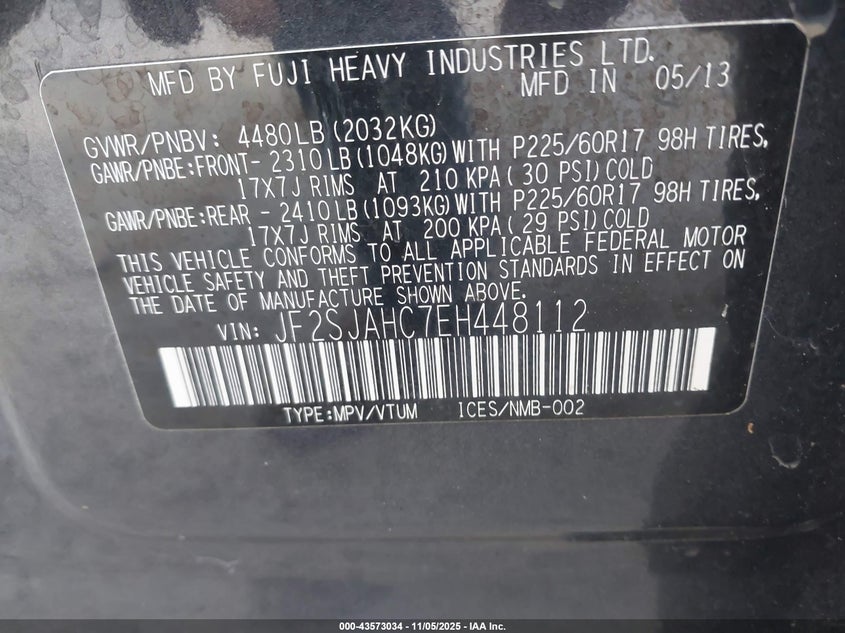 MFD BY FUJI HEAVY INDUSTRIES LTD.
MFD IN 05/13
GVWR/PNBV: 4480LB(2032KG)
GAWR/PNBE:FRONT- 2310LB(1048KG)WITH P225/60R17 98H TIRES,
17X7J RIMS AT 210 KPA( 30 PSI)COLD
GAWR/PNBE:REAR - 2410LB(1093KG)WITH P225/60R17 98H TIRES,
17X7J RIMS AT 200 KPA( 29 PSI)COLD
THIS VEHICLE CONFORMS TO ALL APPLICABLE FEDERAL MOTOR
VEHICLE SAFETY AND THEFT PREVENTION STANDARDS IN EFFECT ON
THE DATE OF MANUFACTURE SHOWN ABOVE.
VIN: JF2SJAHC7EH448112
TYPE:MPV/VTUM ICES/NMB-002
000-43573034 - 11/05/2025 - IAA Inc.